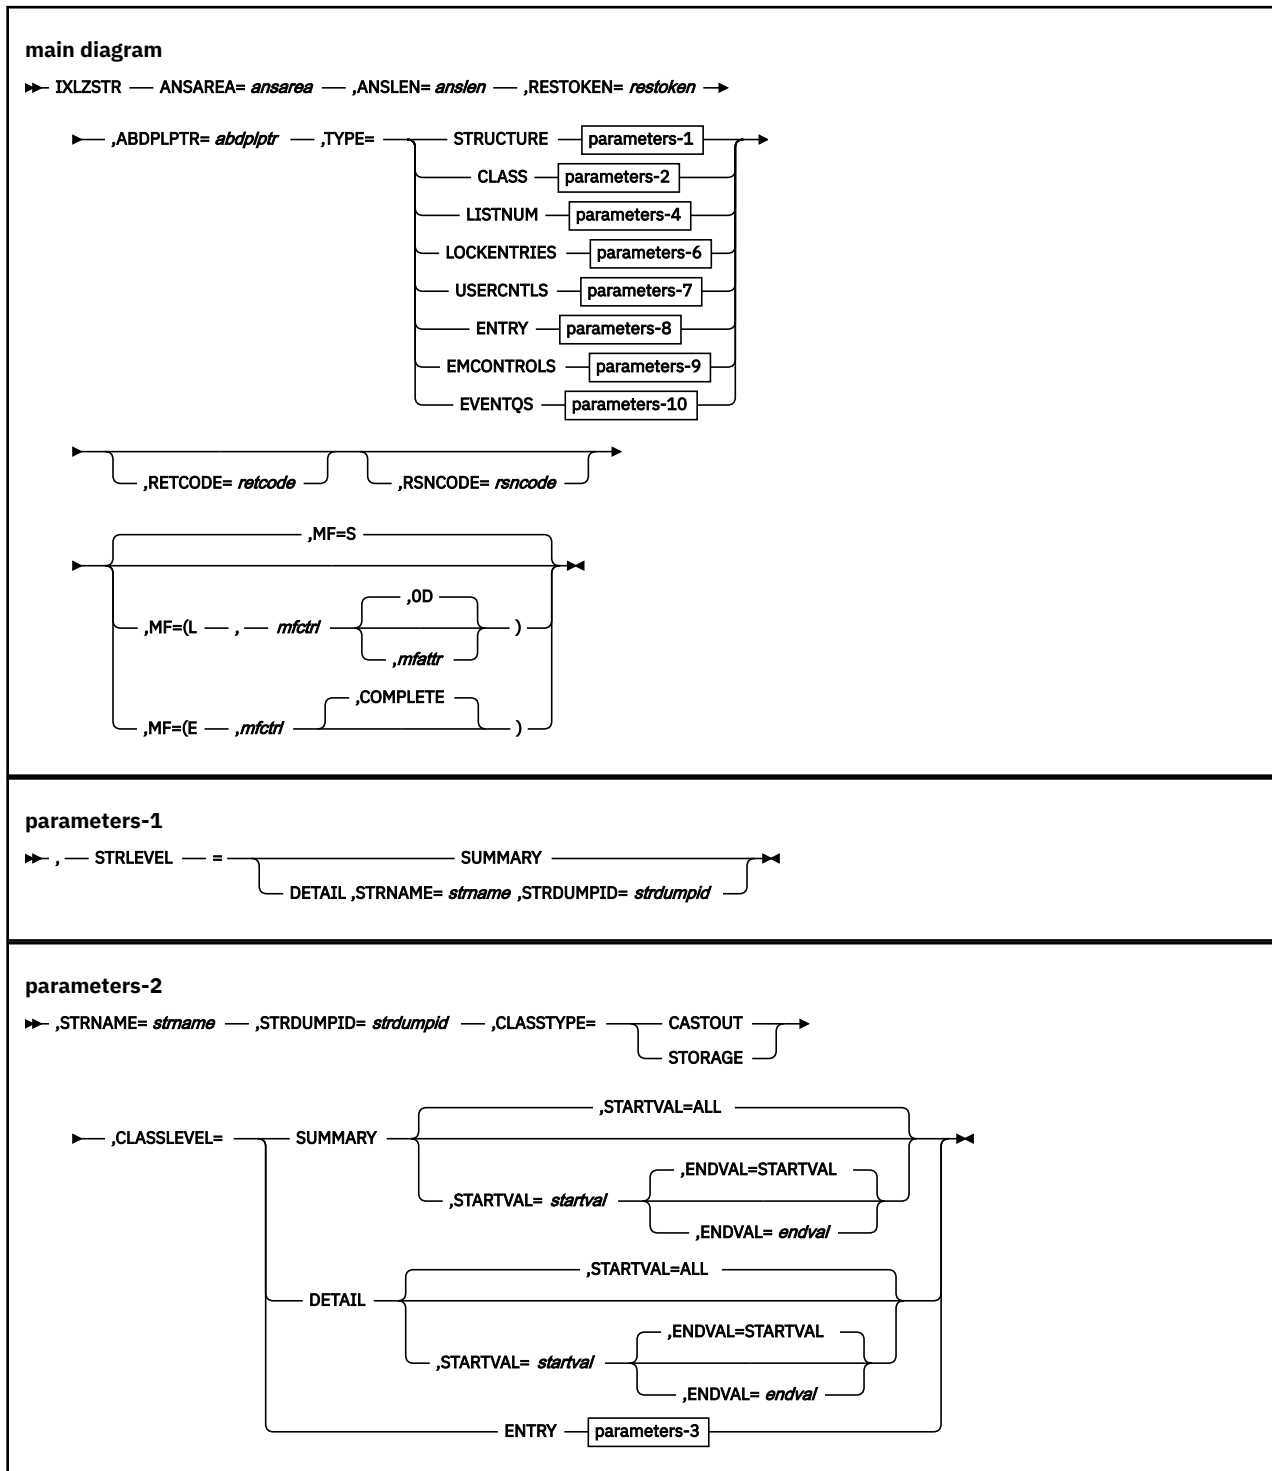 main diagram
IXLZSTR ANSAREA= ansarea ,ANSLEN= anslen ,RESTOKEN= restoken
,ABDPLPTR= abdplptr ,TYPE= STRUCTURE parameters-1
CLASS parameters-2
LISTNUM parameters-4
LOCKENTRIES parameters-6
USERCNTLS parameters-7
ENTRY parameters-8
EMCONTROLS parameters-9
EVENTQS parameters-10
,RETCODE= retcode ,RSNCODE= rsncode
,MF=S
,0D
,MF=(L , mfctrl )
,mfattr
,COMPLETE
,MF=(E ,mfctrl )
parameters-1
, STRLEVEL = SUMMARY
DETAIL ,STRNAME= strname ,STRDUMPID= strdumpid
parameters-2
,STRNAME= strname ,STRDUMPID= strdumpid ,CLASSTYPE= CASTOUT
STORAGE
,STARTVAL=ALL
,CLASSLEVEL= SUMMARY
,ENDVAL=STARTVAL
,STARTVAL= startval
,ENDVAL= endval
,STARTVAL=ALL
DETAIL
,ENDVAL=STARTVAL
,STARTVAL= startval
,ENDVAL= endval
ENTRY parameters-3